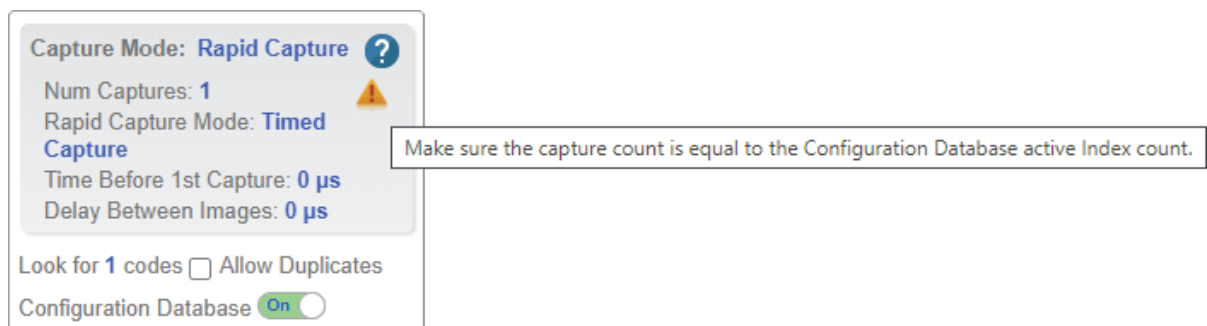 Capture Mode: Rapid Capture ?
Num Captures: 1
Rapid Capture Mode: Timed
Capture
Make sure the capture count is equal to the Configuration Database active Index count.
Time Before 1st Capture: 0 µs
Delay Between Images: 0 µs
Look for 1 codes Allow Duplicates
Configuration Database On